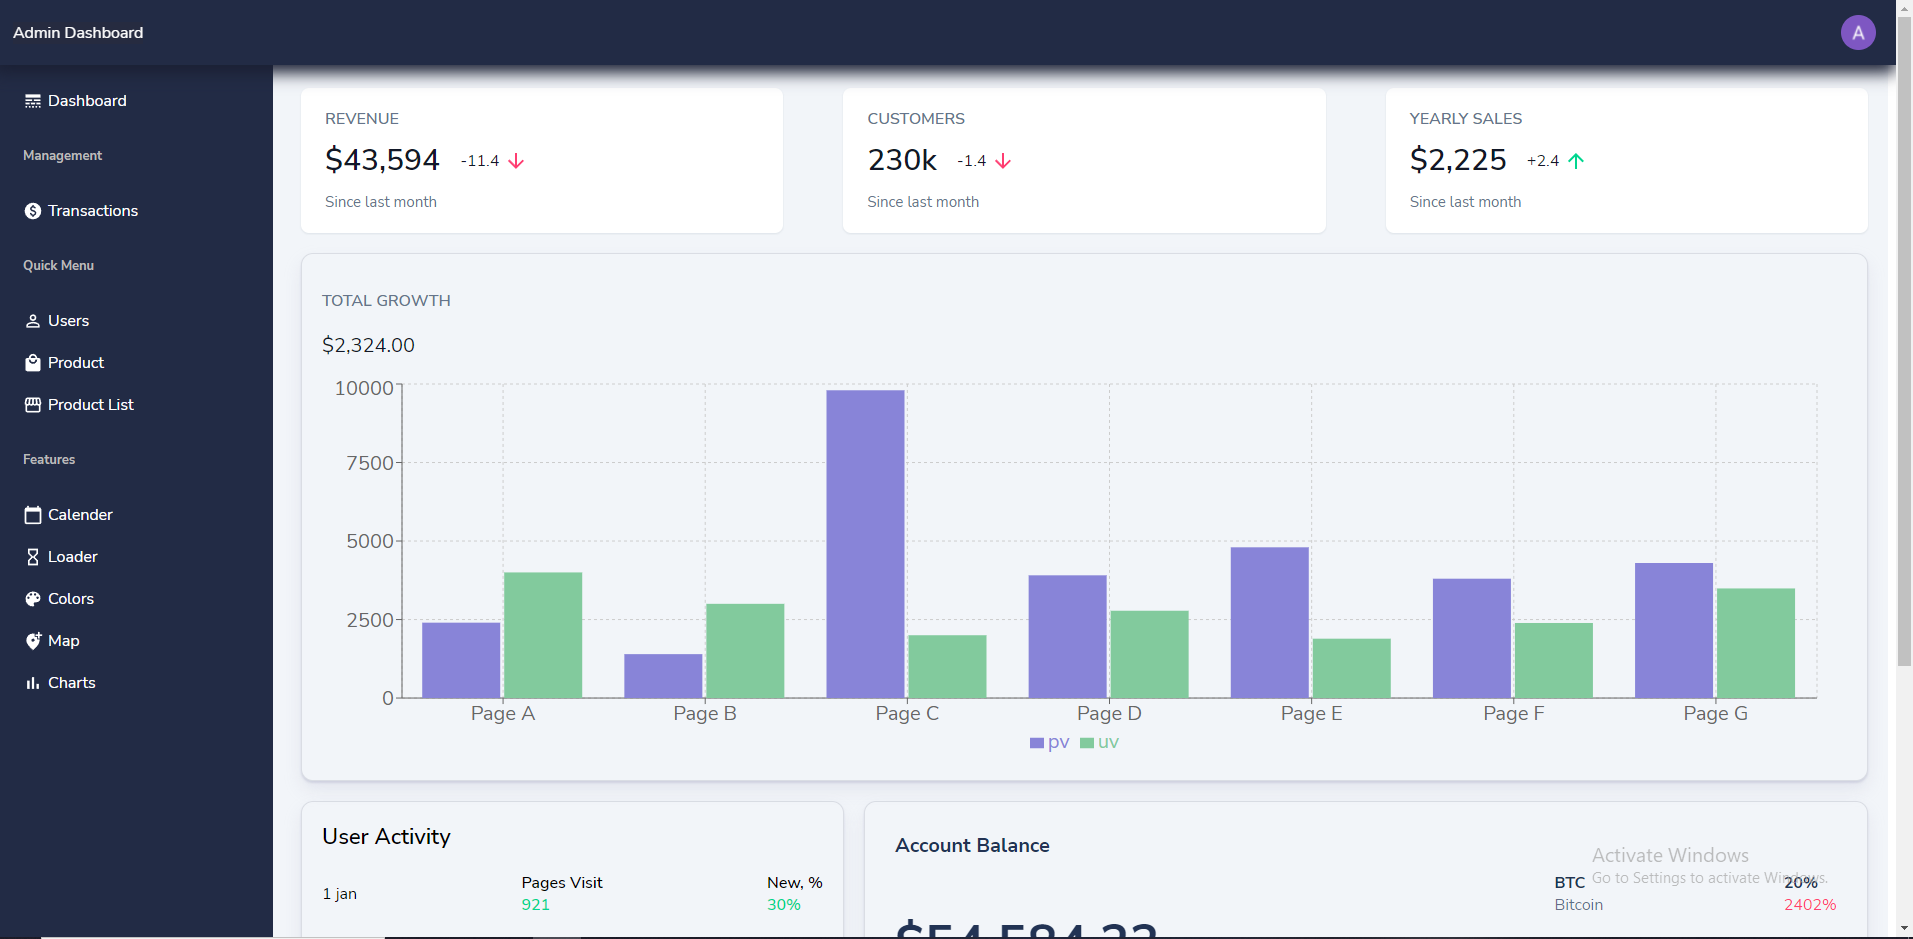 Admin Dashboard
A
Dashboard
Management
Transactions
Quick Menu
Users
Product
Product List
Features
Calender
Loader
Colors
Map
Charts
REVENUE
$43,594 -11.4
Since last month
CUSTOMERS
230k -1.4
Since last month
YEARLY SALES
$2,225 +2.4
Since last month
TOTAL GROWTH
$2,324.00
10000
7500
5000
2500
0
Page A Page B Page C Page D Page E Page F Page G
pv uv
User Activity
1 jan
Pages Visit
921
New, %
30%
Account Balance
$54,584.23
BTC
Bitcoin
20%
2402%
Activate Windows
Go to Settings to activate Windows.